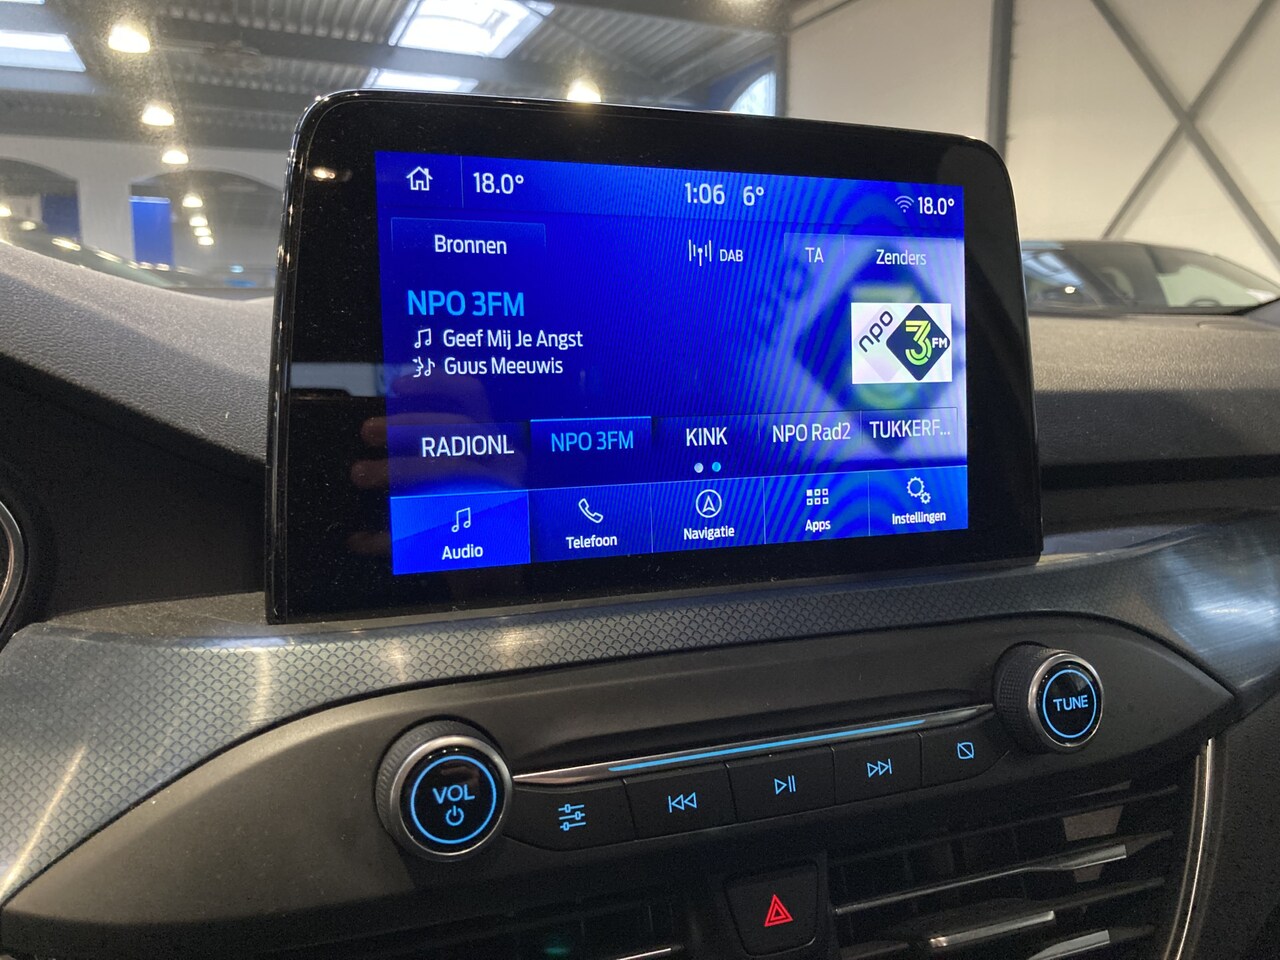 18.0° 1:06 6° 18.0°
Bronnen DAB TA Zenders
NPO 3FM
Geef Mij Je Angst
Guus Meeuwis
npo 3FM
RADIONL NPO 3FM KINK NPO Rad2 TUKKERF...
Audio Telefoon Navigatie Apps Instellingen
TUNE
VOL